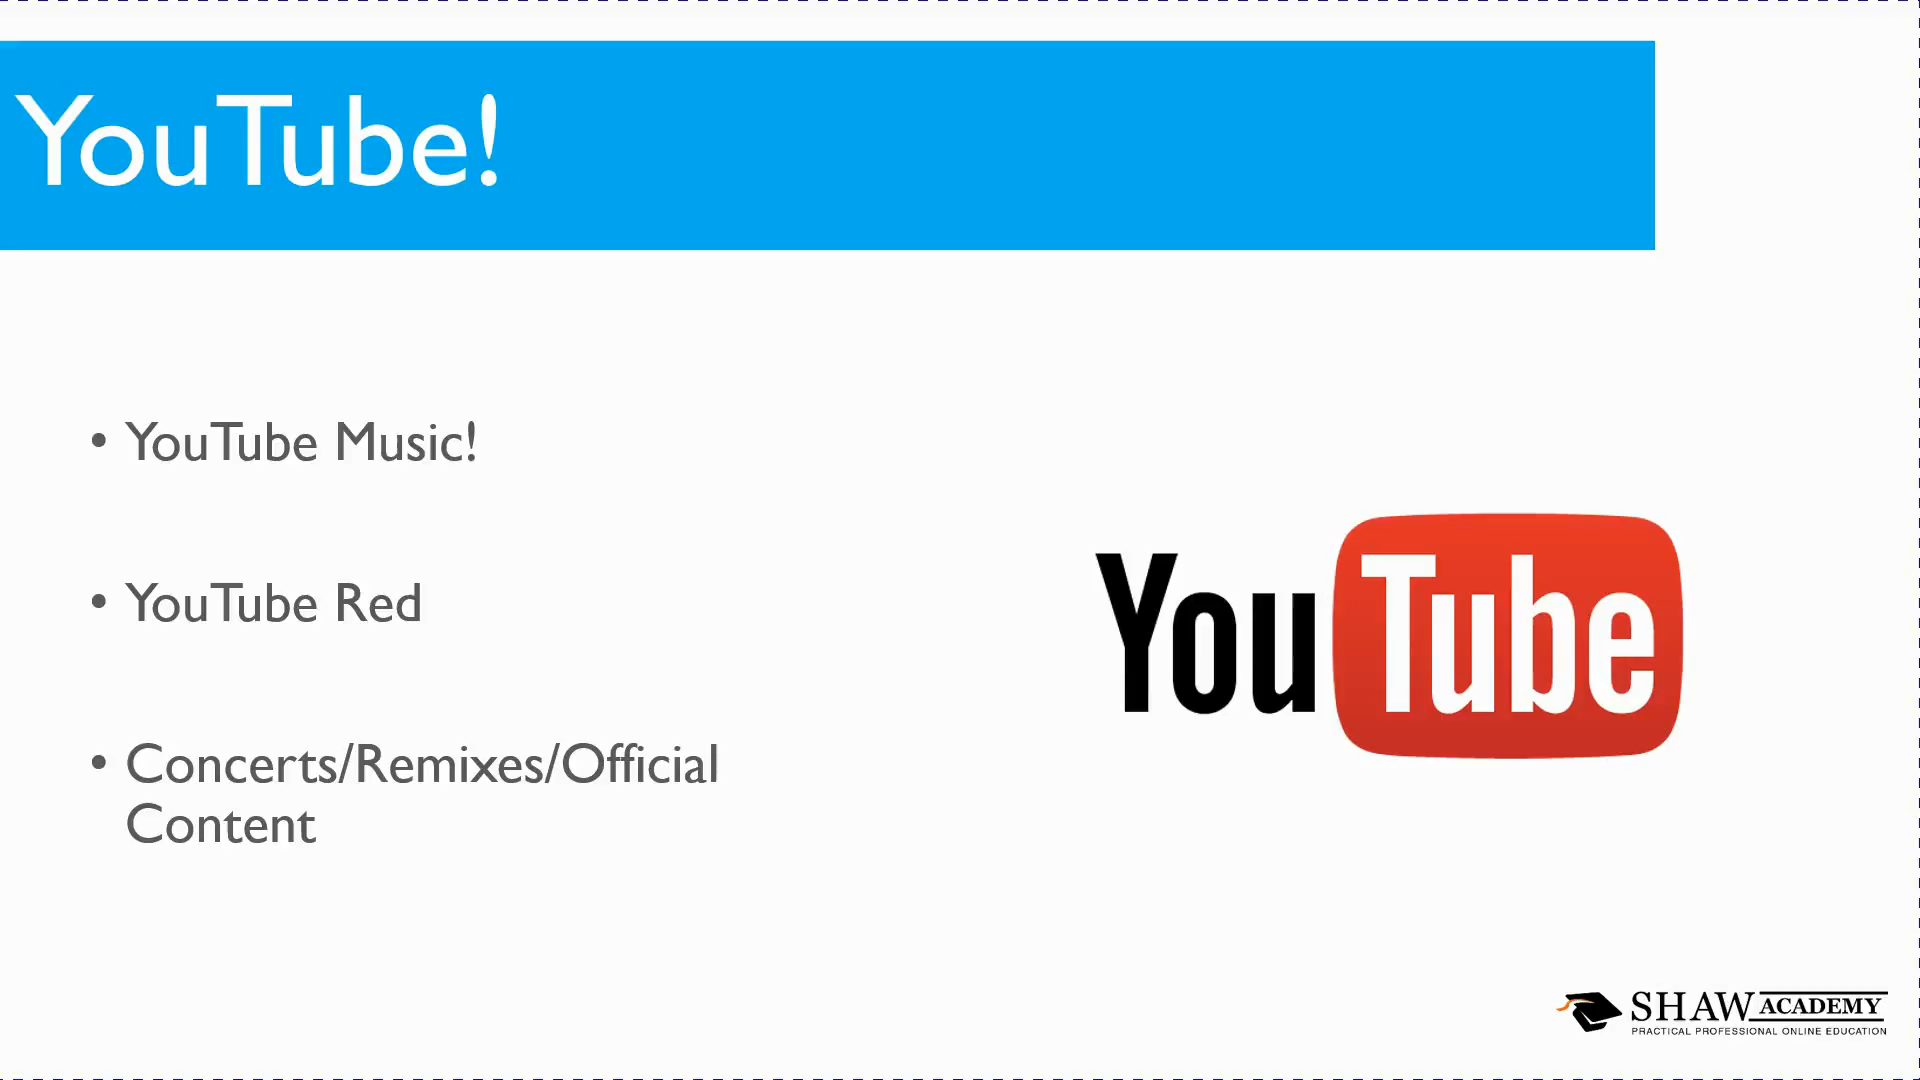 YouTube!
• YouTube Music!
• YouTube Red
• Concerts/Remixes/Official
Content
YouTube
SHAW ACADEMY
PRACTICAL PROFESSIONAL ONLINE EDUCATION